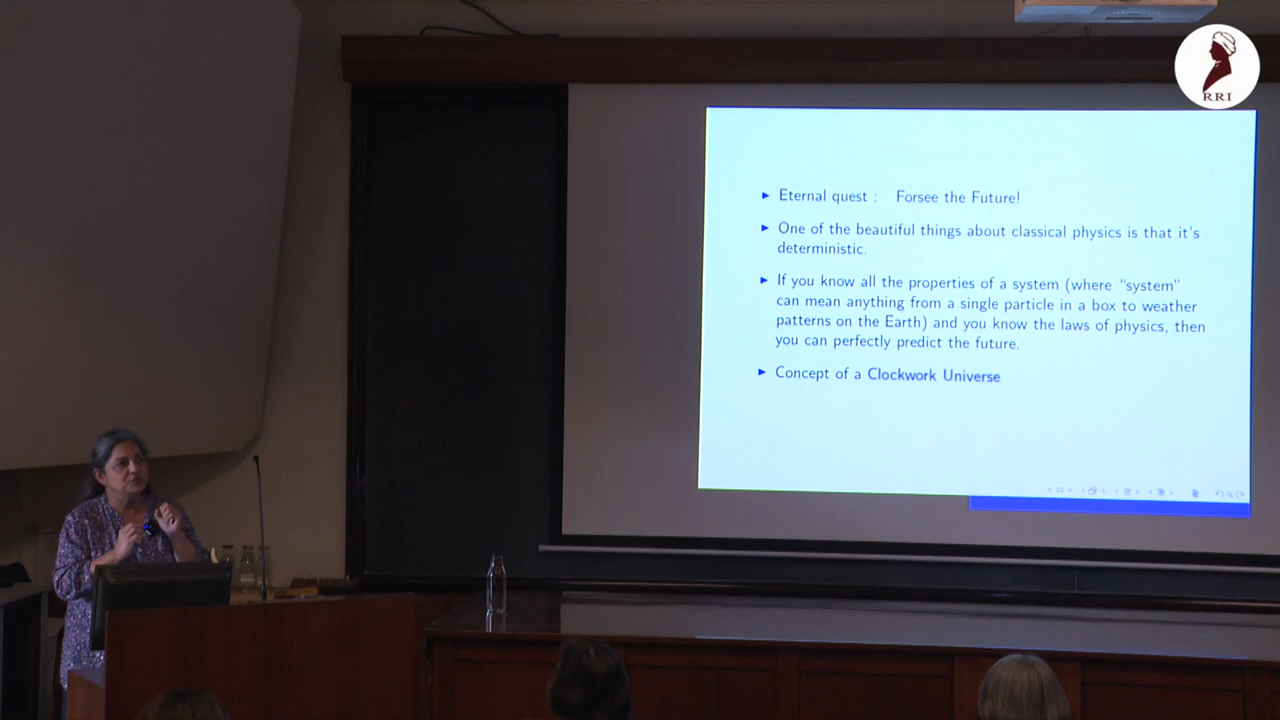 RRI
► Eternal quest : Forsee the Future!
► One of the beautiful things about classical physics is that it's
deterministic.
► If you know all the properties of a system (where “system”
can mean anything from a single particle in a box to weather
patterns on the Earth) and you know the laws of physics, then
you can perfectly predict the future.
► Concept of a Clockwork Universe